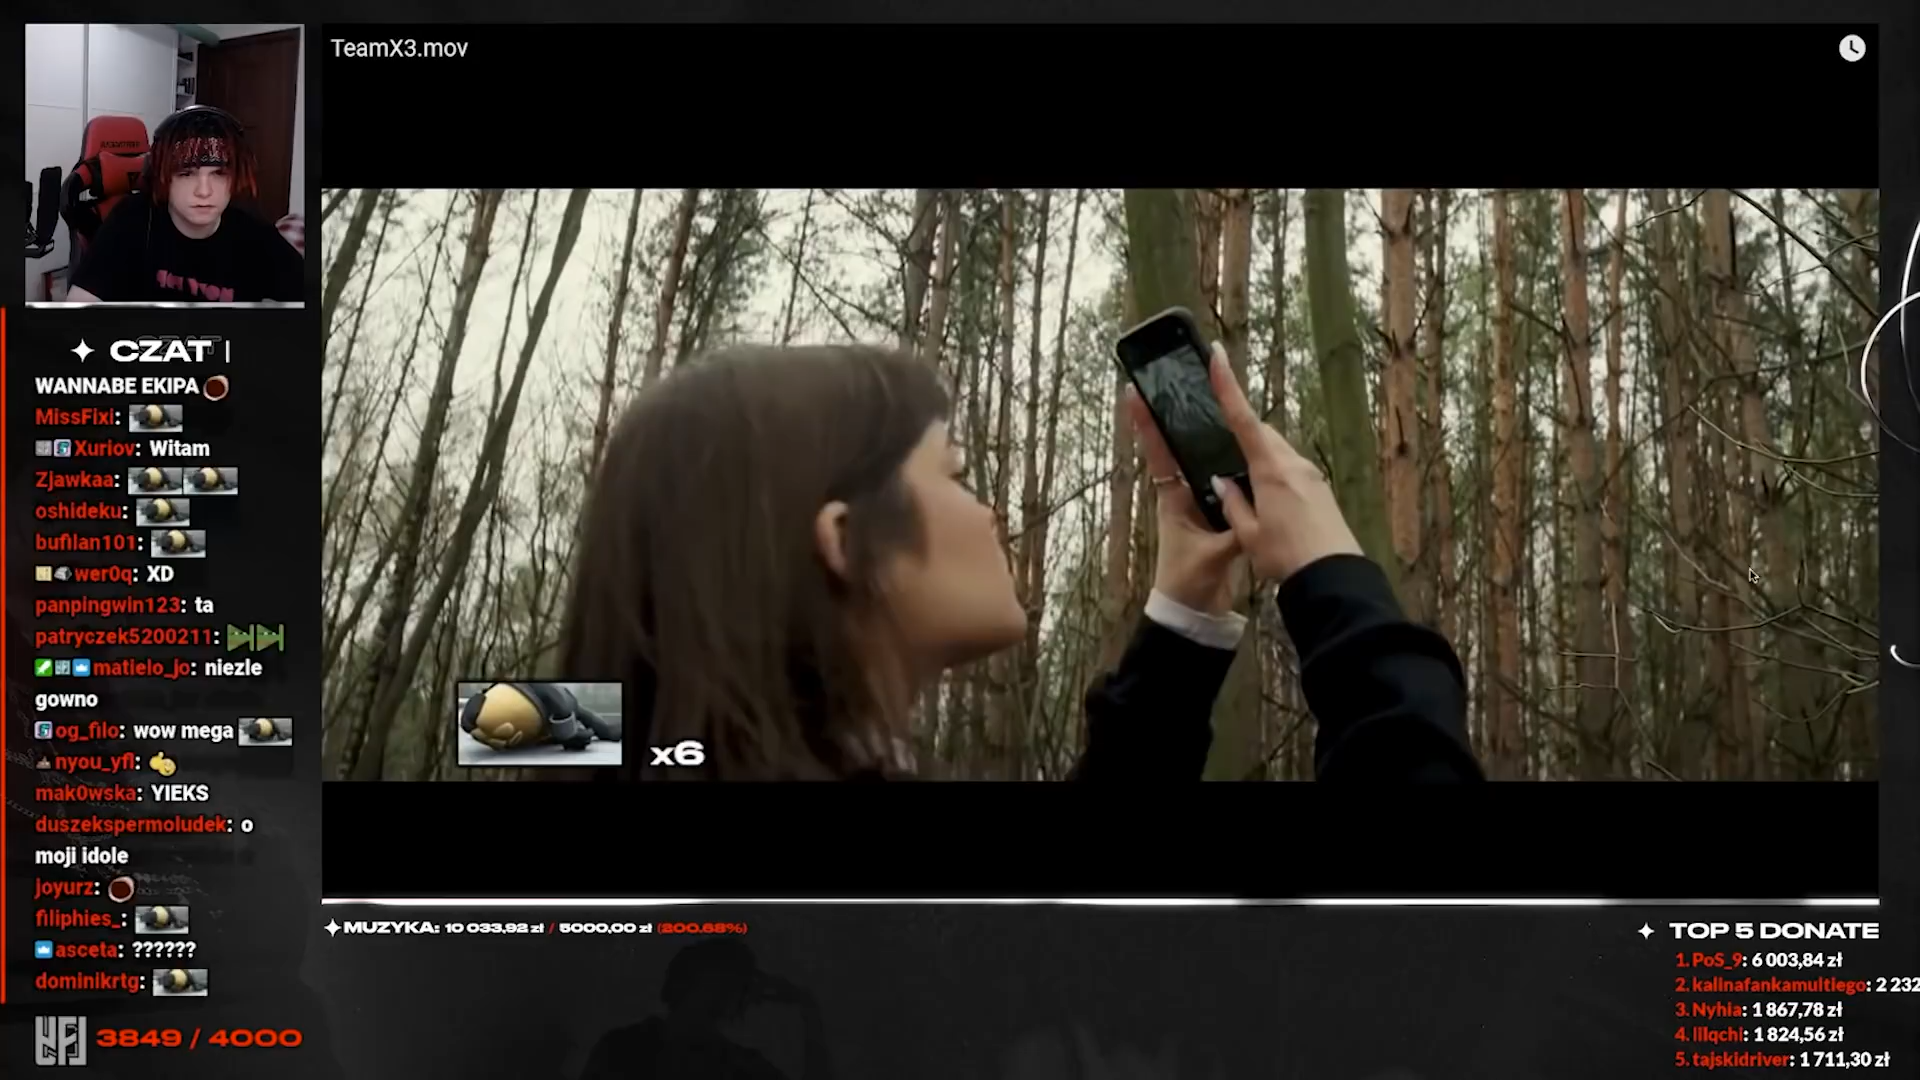 TeamX3.mov
CZAT
WANNABE EKIPA
MissFixi:
Xuriov: Witam
Zjawkaa:
oshideku:
bufilan101:
wer0q: XD
panpingwin123: ta
patryczek5200211:
matielo_jo: niezle
gowno
og_filo: wow mega
nyou_yfl:
mak0wska: YIEKS
duszekspermoludek: o
moji idole
joyurz:
filiphies_:
asceta: ??????
dominikrtg:
3849 / 4000
x6
MUZYKA: 10 033,92 zł / 5000,00 zł (200.68%)
TOP 5 DONATE
1. PoS_9: 6 003,84 zł
2. kalinafankamultiego: 2 232
3. Nyhia: 1 867,78 zł
4. lilqchi: 1 824,56 zł
5. tajskidriver: 1 711,30 zł